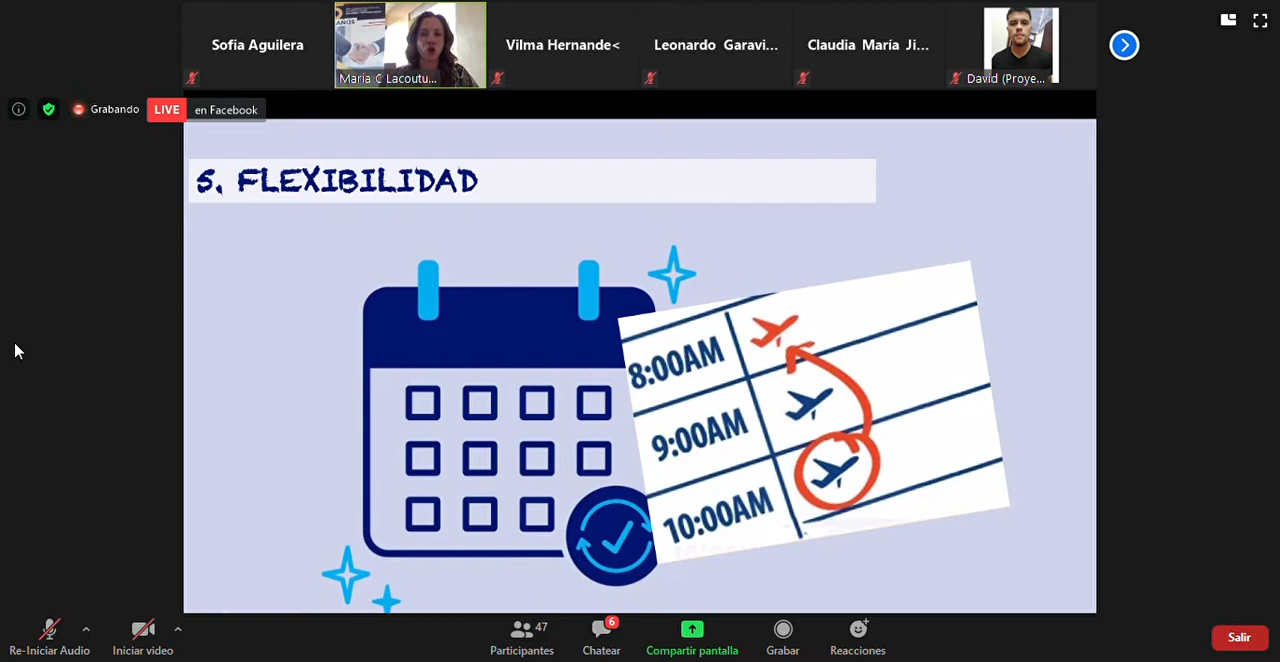 Sofia Aguilera
AÑOS
Maria C Lacoutu...
Vilma Hernande<
Leonardo Garavi...
Claudia María Ji...
David (Proye...
Grabando
LIVE
en Facebook
5. FLEXIBILIDAD
8:00AM
9:00AM
10:00AM
Re-Iniciar Audio
Iniciar video
47
Participantes
6
Chatear
Compartir pantalla
Grabar
Reacciones
Salir